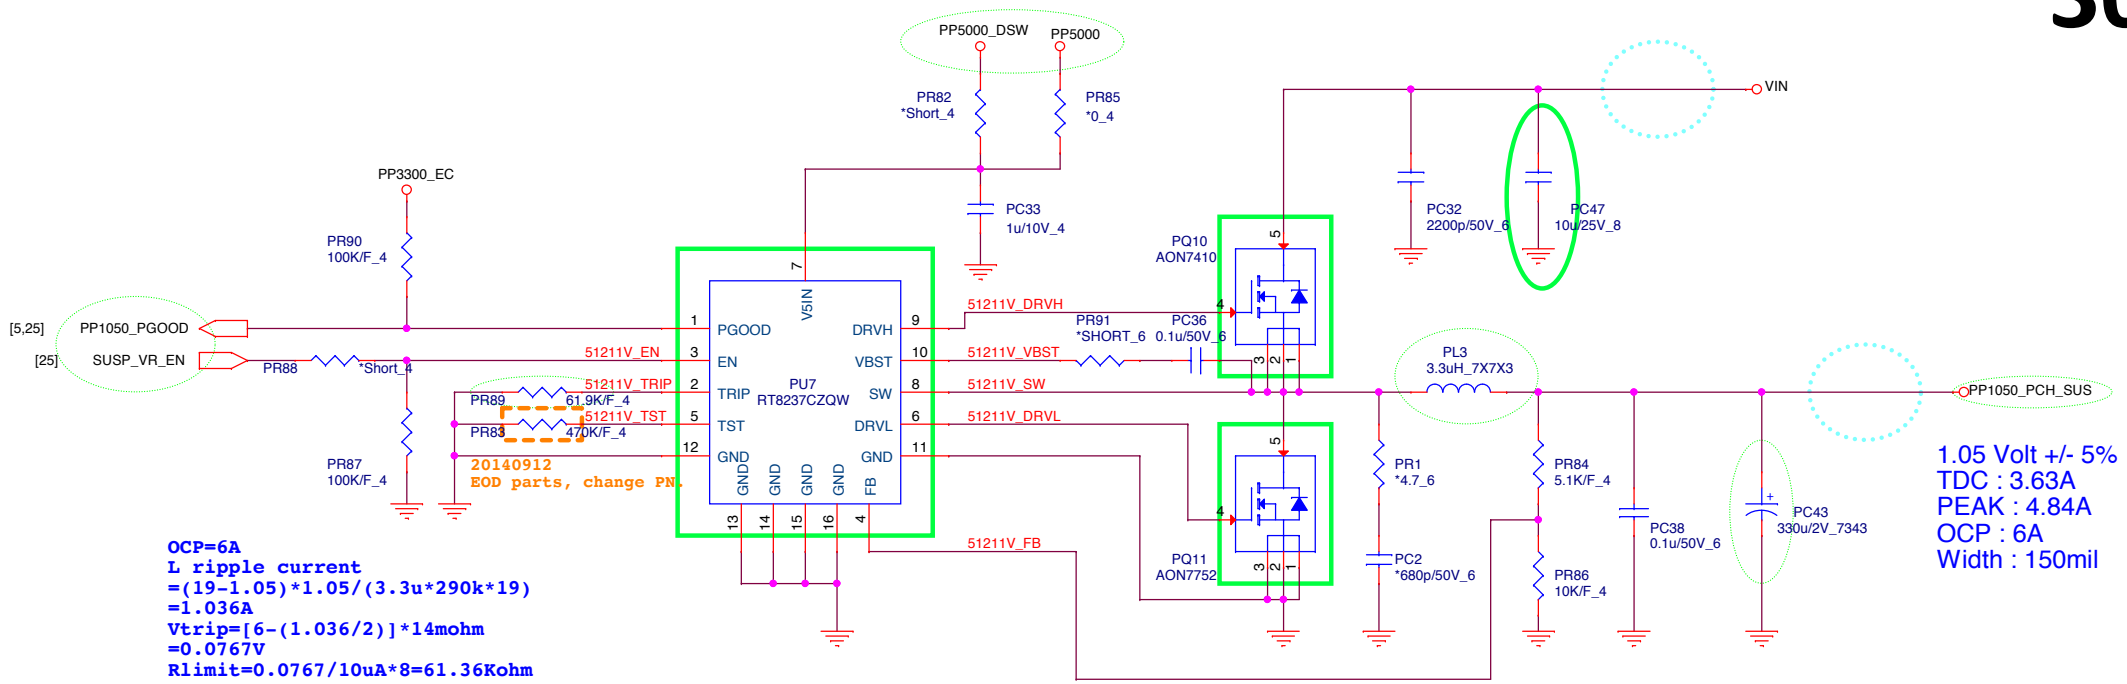 PP5000_DSW
PP5000
VIN
PR82
*Short_4
PR85
*0_4
PP3300_EC
PC33
1u/10V_4
PC32
2200p/50V_6
PC47
10u/25V_8
PR90
100K/F_4
PQ10
AON7410
5
4
3
2
1
7
V5IN
[5,25]
PP1050_PGOOD
[25]
SUSP_VR_EN
PR88
*Short_4
51211V_EN
51211V_TRIP
51211V_TST
PR89
61.9K/F_4
PR83
470K/F_4
PR87
100K/F_4
20140912
EOD parts, change PN.
1
PGOOD
3
EN
2
TRIP
5
TST
12
GND
PU7
RT8237CZQW
DRVH
9
VBST
10
SW
8
DRVL
6
GND
11
GND
GND
GND
GND
FB
13
14
15
16
4
51211V_DRVH
PR91
*SHORT_6
PC36
0.1u/50V_6
51211V_VBST
51211V_SW
51211V_DRVL
51211V_FB
PL3
3.3uH_7X7X3
PP1050_PCH_SUS
PQ11
AON7752
5
4
3
2
1
PR1
*4.7_6
PC2
*680p/50V_6
PR84
5.1K/F_4
PR86
10K/F_4
PC38
0.1u/50V_6
+
PC43
330u/2V_7343
1.05 Volt +/- 5%
TDC : 3.63A
PEAK : 4.84A
OCP : 6A
Width : 150mil
OCP=6A
L ripple current
=(19-1.05)*1.05/(3.3u*290k*19)
=1.036A
Vtrip=[6-(1.036/2)]*14mohm
=0.0767V
Rlimit=0.0767/10uA*8=61.36Kohm